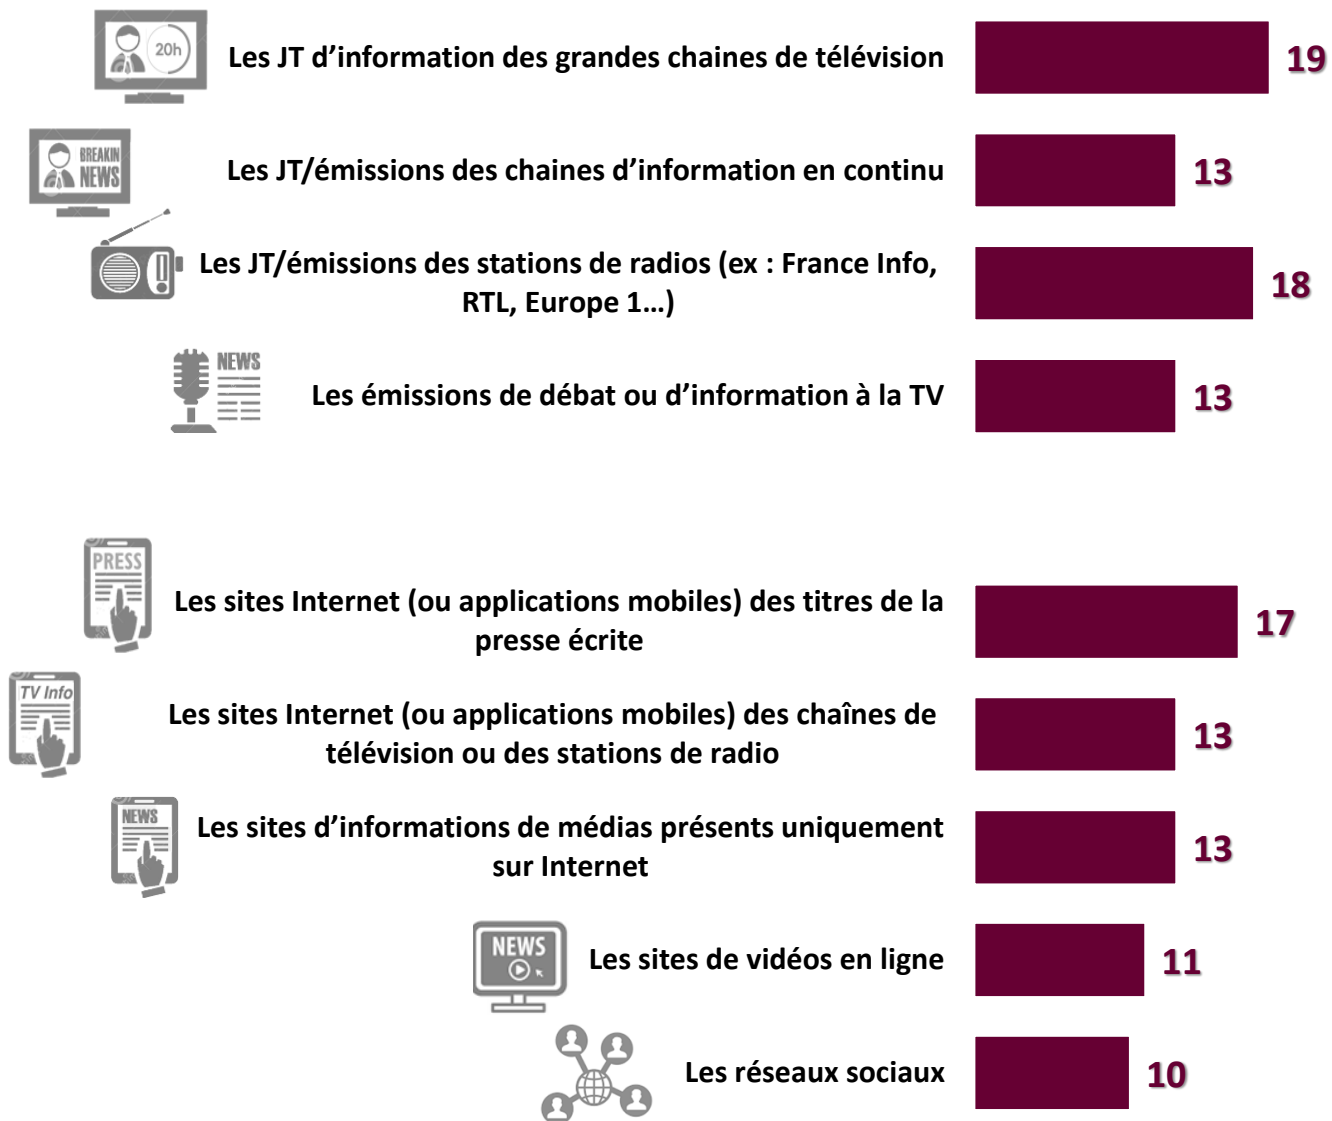 20h
Les JT d’information des grandes chaines de télévision
19
BREAKIN
NEWS
Les JT/émissions des chaines d’information en continu
13
Les JT/émissions des stations de radios (ex : France Info,
RTL, Europe 1…)
18
NEWS
Les émissions de débat ou d’information à la TV
13
PRESS
Les sites Internet (ou applications mobiles) des titres de la
presse écrite
17
TV Info
Les sites Internet (ou applications mobiles) des chaînes de
télévision ou des stations de radio
13
NEWS
Les sites d’informations de médias présents uniquement
sur Internet
13
NEWS
Les sites de vidéos en ligne
11
Les réseaux sociaux
10